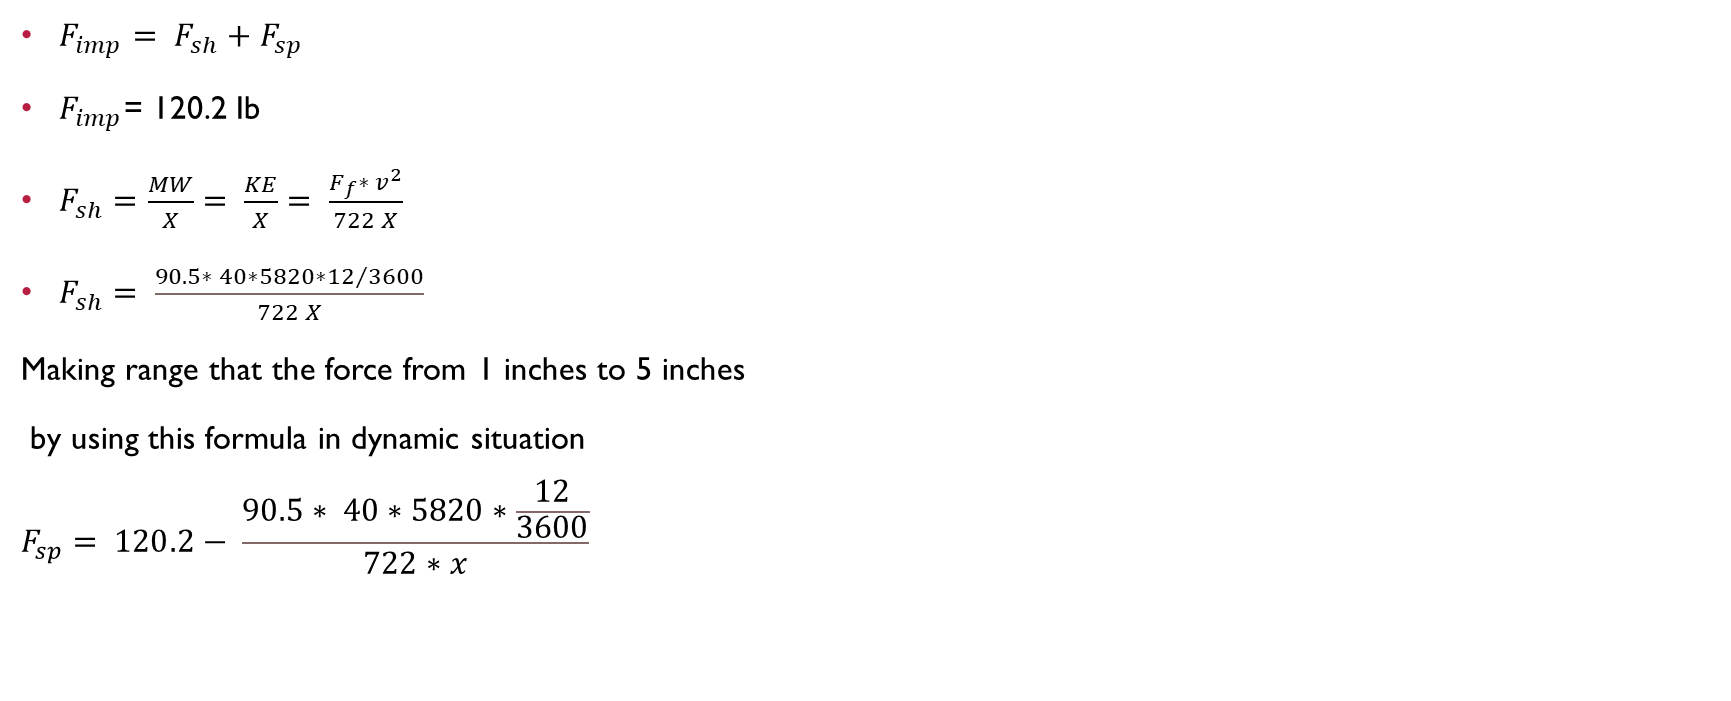 • F_imp = F_sh + F_sp
• F_imp = 120.2 lb
• F_sh = MW/X = KE/X = F_f * v²/722 X
• F_sh = 90.5* 40*5820*12/3600/722 X
Making range that the force from 1 inches to 5 inches
by using this formula in dynamic situation
F_sp = 120.2 − 90.5 * 40 * 5820 * 12/3600/722 * x